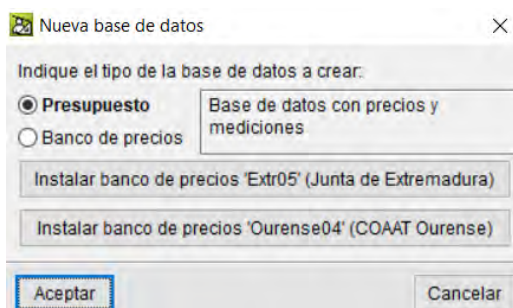 Nueva base de datos
Indique el tipo de la base de datos a crear:
Presupuesto
Banco de precios
Base de datos con precios y
mediciones
Instalar banco de precios 'Extr05' (Junta de Extremadura)
Instalar banco de precios 'Ourense04' (COAAT Ourense)
Aceptar
Cancelar